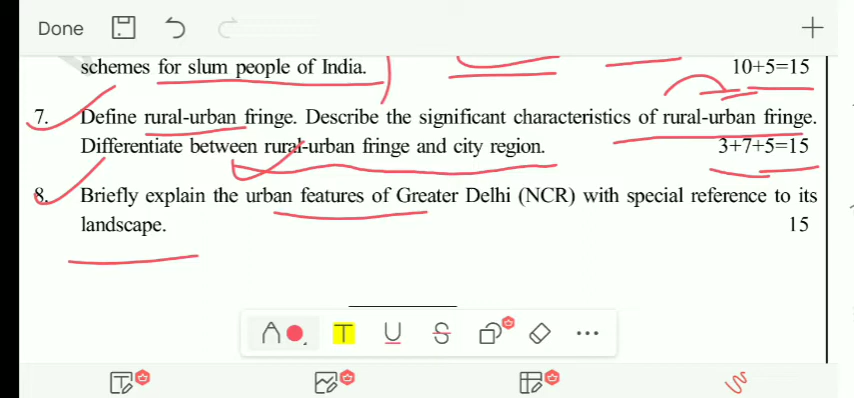 Done
schemes for slum people of India. 10+5=15
7. Define rural-urban fringe. Describe the significant characteristics of rural-urban fringe.
Differentiate between rural-urban fringe and city region. 3+7+5=15
8. Briefly explain the urban features of Greater Delhi (NCR) with special reference to its
landscape. 15
T U S